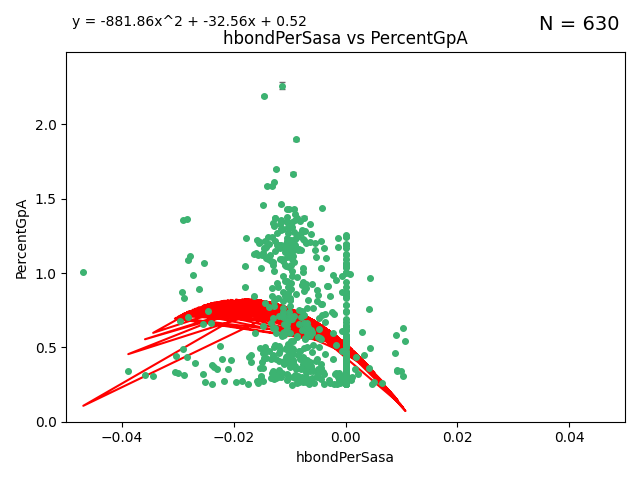 y = -881.86x^2 + -32.56x + 0.52
N = 630
hbondPerSasa vs PercentGpA
2.0
1.5
1.0
0.5
0.0
PercentGpA
−0.04 −0.02 0.00 0.02 0.04
hbondPerSasa